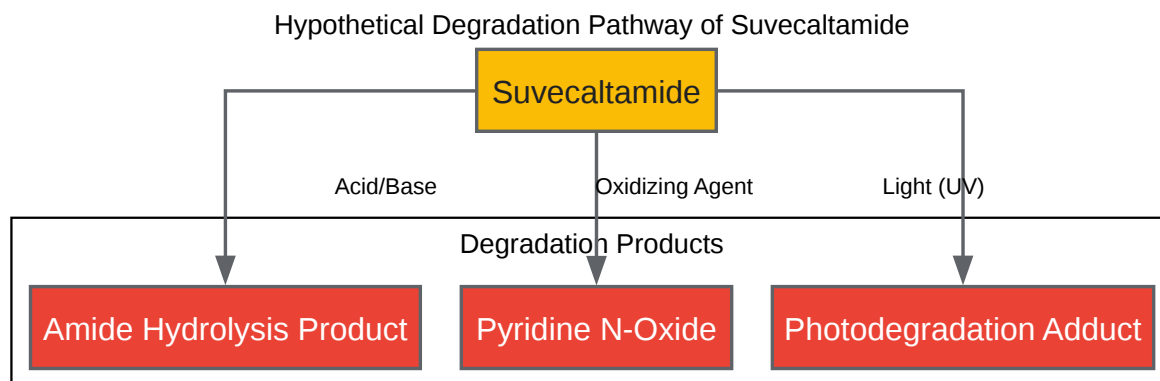 Hypothetical Degradation Pathway of Suvecaltamide
Suvecaltamide
Acid/Base
Oxidizing Agent
Light (UV)
Degradation Products
Amide Hydrolysis Product
Pyridine N-Oxide
Photodegradation Adduct